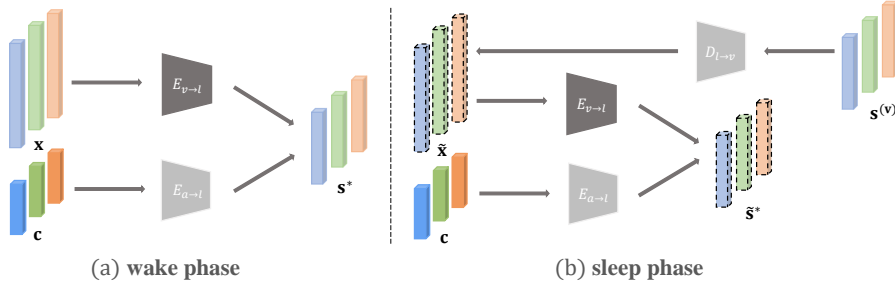 x
c
E_{v→l}
E_{a→l}
s*
(a) wake phase
x̃
c
E_{v→l}
E_{a→l}
D_{l→v}
s̃*
s^{(v)}
(b) sleep phase